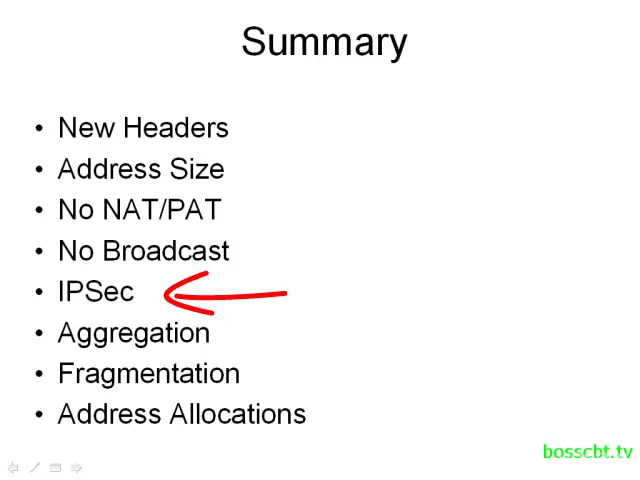 Summary
• New Headers
• Address Size
• No NAT/PAT
• No Broadcast
• IPSec
• Aggregation
• Fragmentation
• Address Allocations
bosscbt.tv